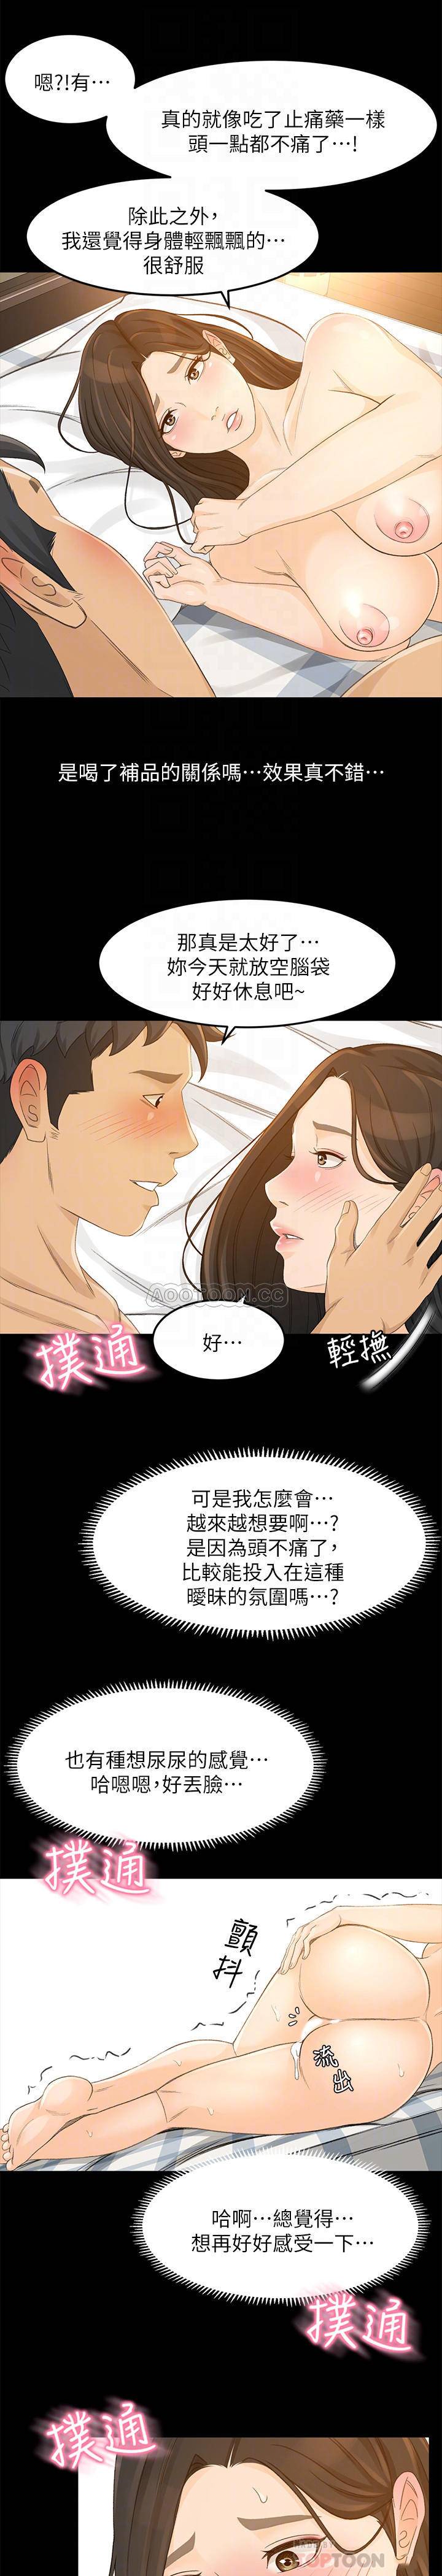 嗯?!有…
真的就像吃了止痛藥一樣
頭一點都不痛了…!
除此之外,
我還覺得身體輕飄飄的…
很舒服
是喝了補品的關係嗎…效果真不錯…
那真是太好了…
妳今天就放空腦袋
好好休息吧~
AOOTOON.CC
好…
撲通
輕撫
可是我怎麼會…
越來越想要啊…?
是因為頭不痛了,
比較能投入在這種
曖昧的氛圍嗎…?
也有種想尿尿的感覺…
哈嗯嗯,好丟臉…
撲通
顫抖
流出
哈啊…總覺得…
想再好好感受一下…
撲通
撲通
TOPTOON